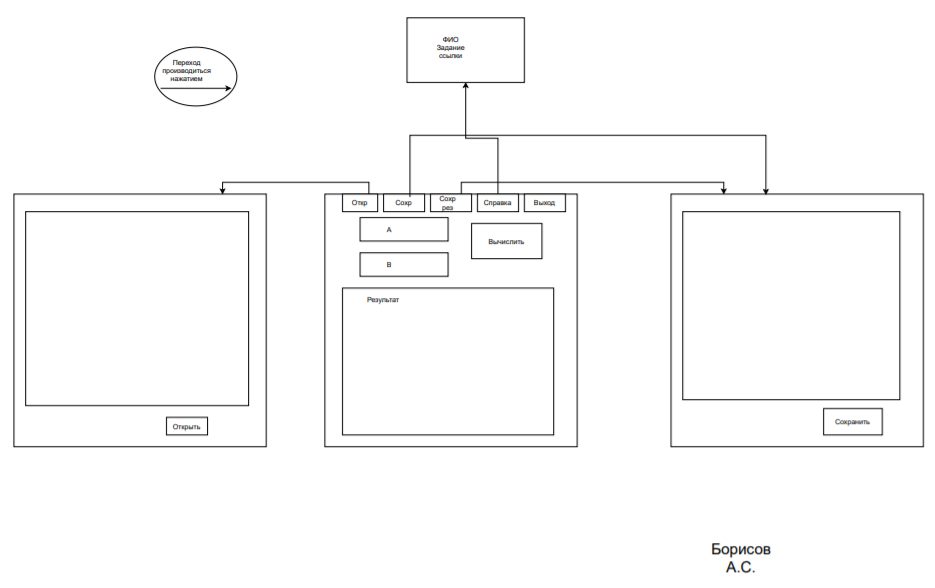 ФИО
Задание
ссылки
Переход
производиться
нажатием
Откр
Сохр
Сохр
рез
Справка
Выход
А
Вычислить
В
Результат
Открыть
Сохранить
Борисов
А.С.